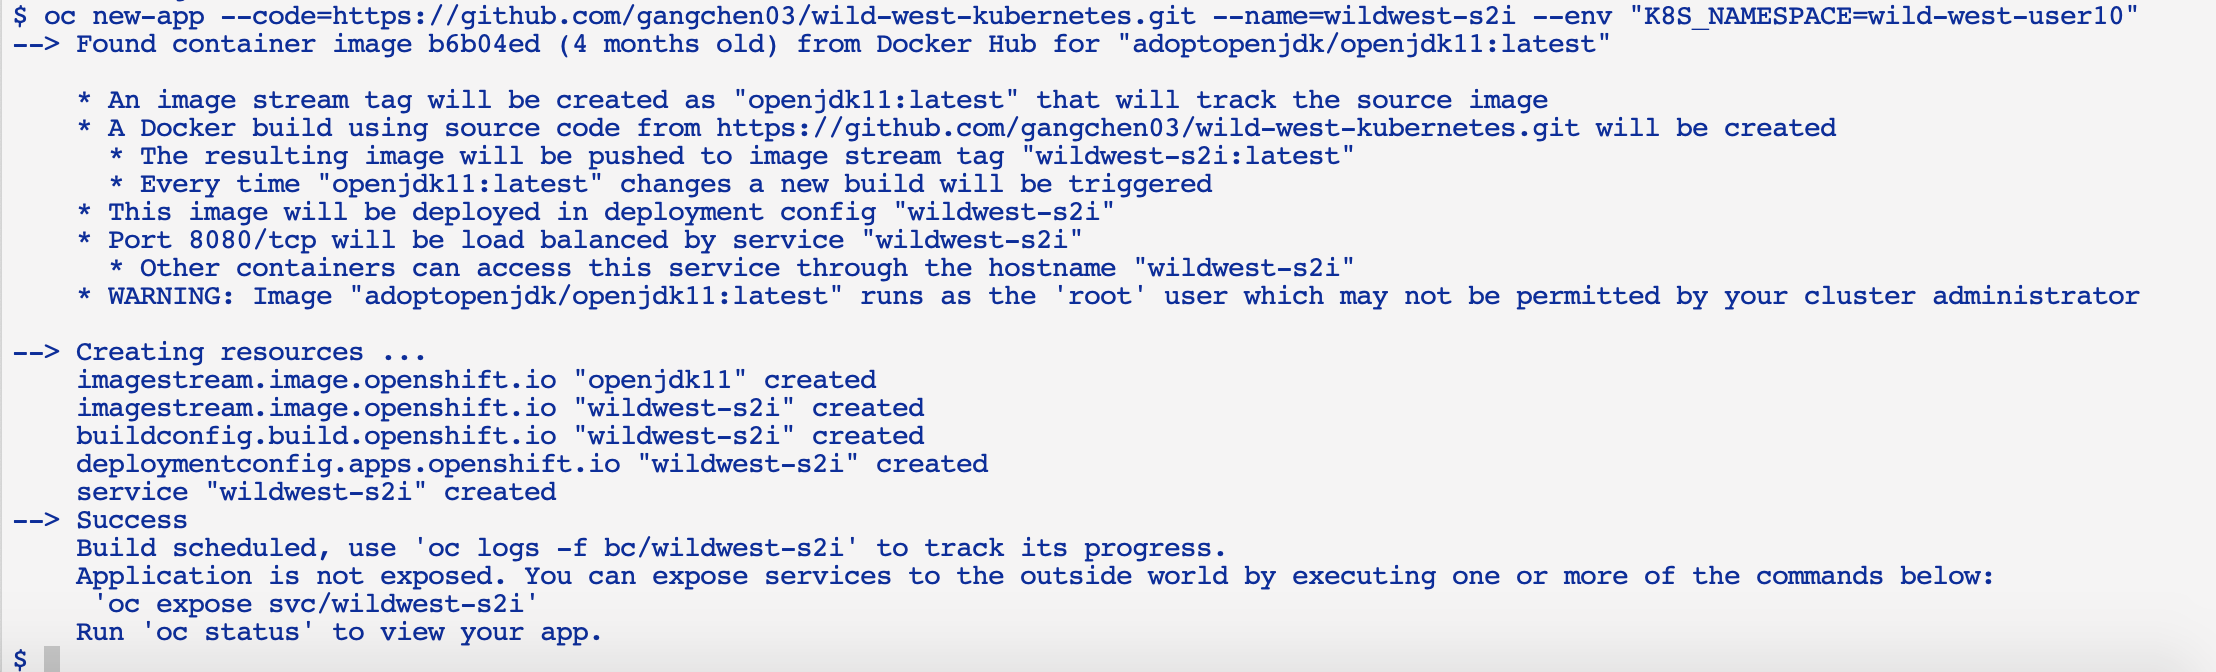 $ oc new-app --code=https://github.com/gangchen03/wild-west-kubernetes.git --name=wildwest-s2i --env "K8S_NAMESPACE=wild-west-user10"
--> Found container image b6b04ed (4 months old) from Docker Hub for "adoptopenjdk/openjdk11:latest"

    * An image stream tag will be created as "openjdk11:latest" that will track the source image
    * A Docker build using source code from https://github.com/gangchen03/wild-west-kubernetes.git will be created
      * The resulting image will be pushed to image stream tag "wildwest-s2i:latest"
      * Every time "openjdk11:latest" changes a new build will be triggered
    * This image will be deployed in deployment config "wildwest-s2i"
    * Port 8080/tcp will be load balanced by service "wildwest-s2i"
      * Other containers can access this service through the hostname "wildwest-s2i"
    * WARNING: Image "adoptopenjdk/openjdk11:latest" runs as the 'root' user which may not be permitted by your cluster administrator

--> Creating resources ...
    imagestream.image.openshift.io "openjdk11" created
    imagestream.image.openshift.io "wildwest-s2i" created
    buildconfig.build.openshift.io "wildwest-s2i" created
    deploymentconfig.apps.openshift.io "wildwest-s2i" created
    service "wildwest-s2i" created
--> Success
    Build scheduled, use 'oc logs -f bc/wildwest-s2i' to track its progress.
    Application is not exposed. You can expose services to the outside world by executing one or more of the commands below:
     'oc expose svc/wildwest-s2i'
    Run 'oc status' to view your app.
$